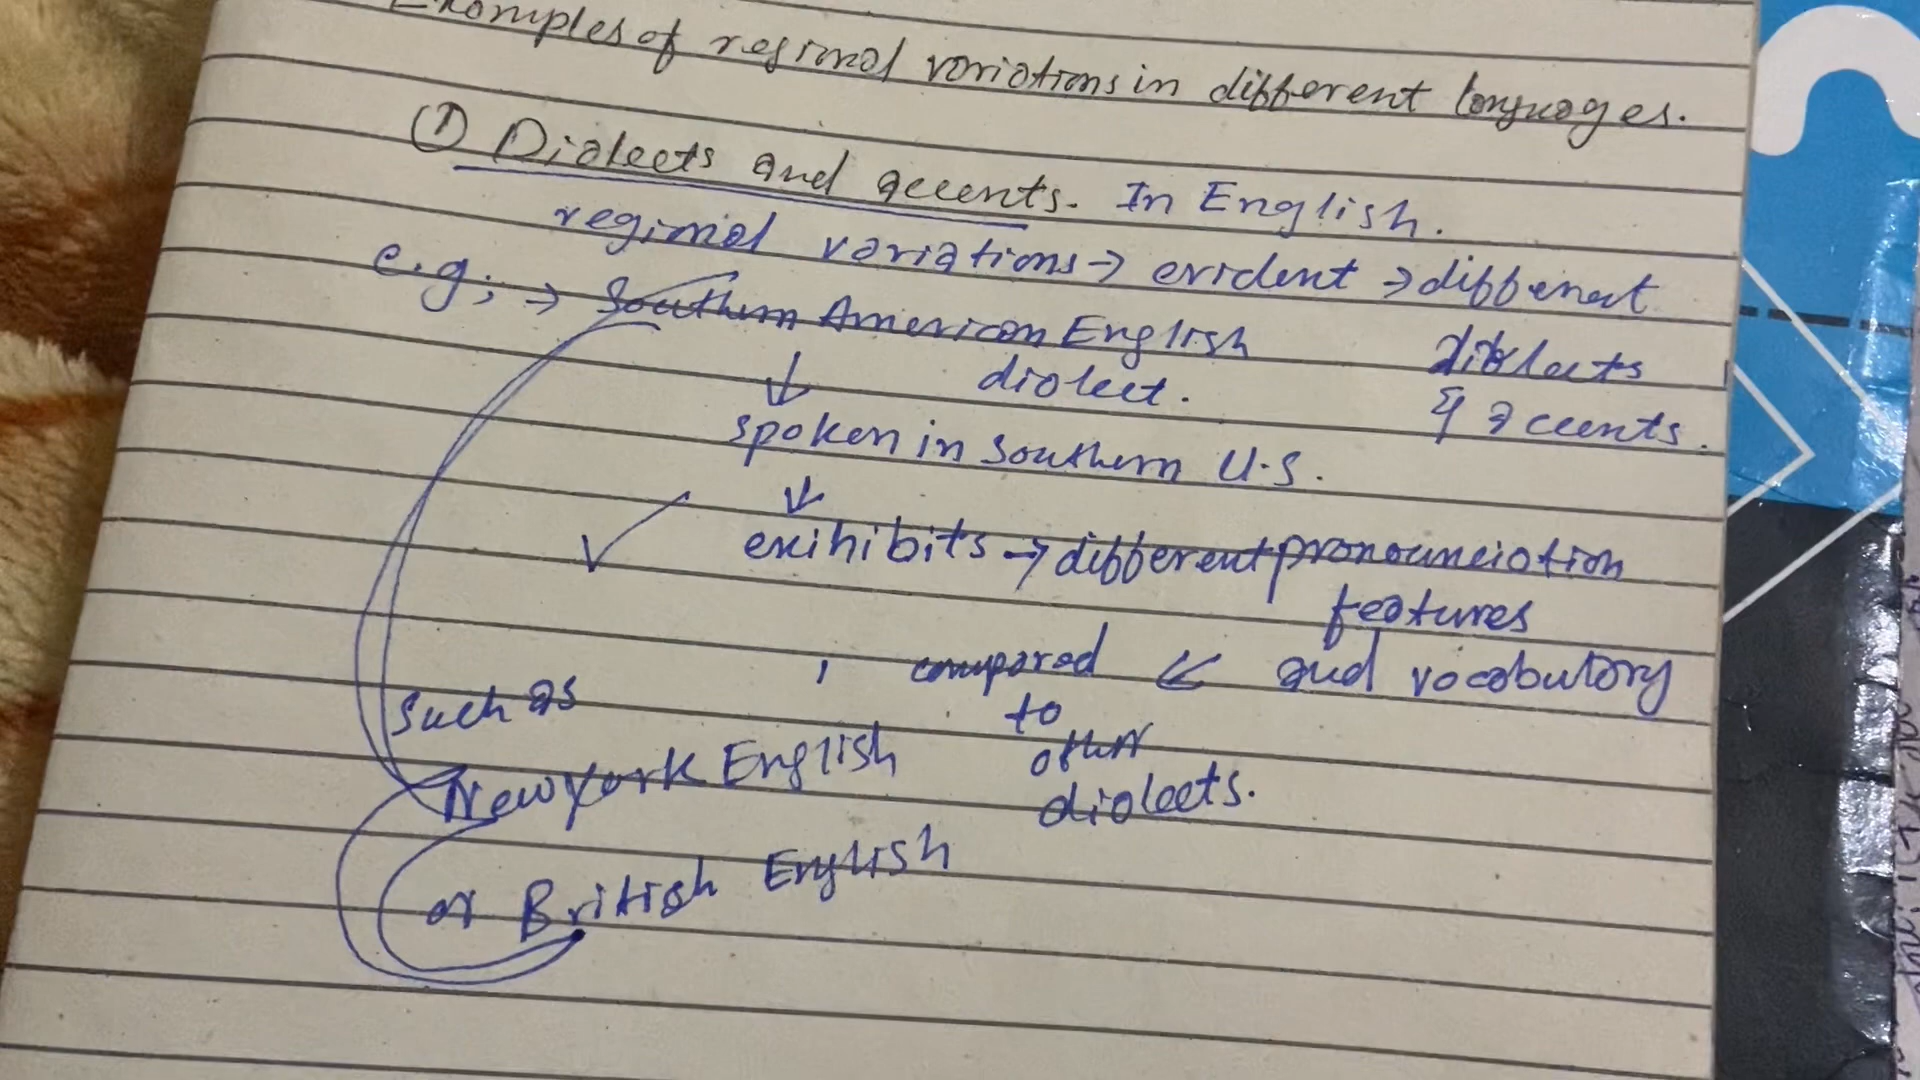 Examples of regional variations in different languages.
① Dialects and accents. In English.
regional variations → evident → different
dialects
& accents.
e.g; → Southern American English
dialect.
↓
spoken in Southern U.S.
↓
exihibits → different pronounciation
features
and vocabulary
compared
to
other
dialects.
Such as
New york English
or British English